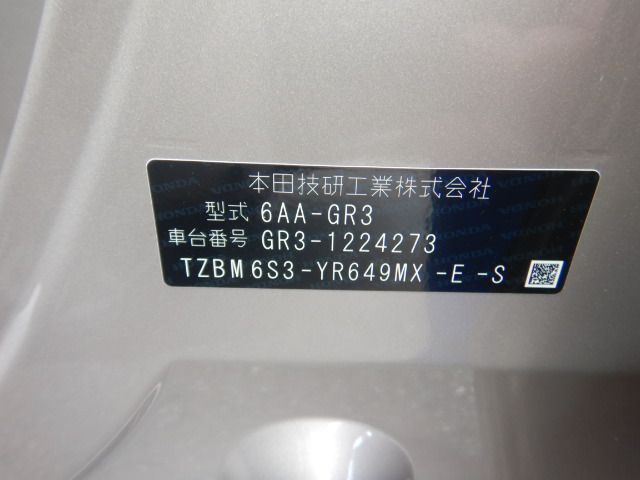 本田技研工業株式会社
型式 6AA-GR3
車台番号 GR3-1224273
TZBM6S3-YR649MX -E -S